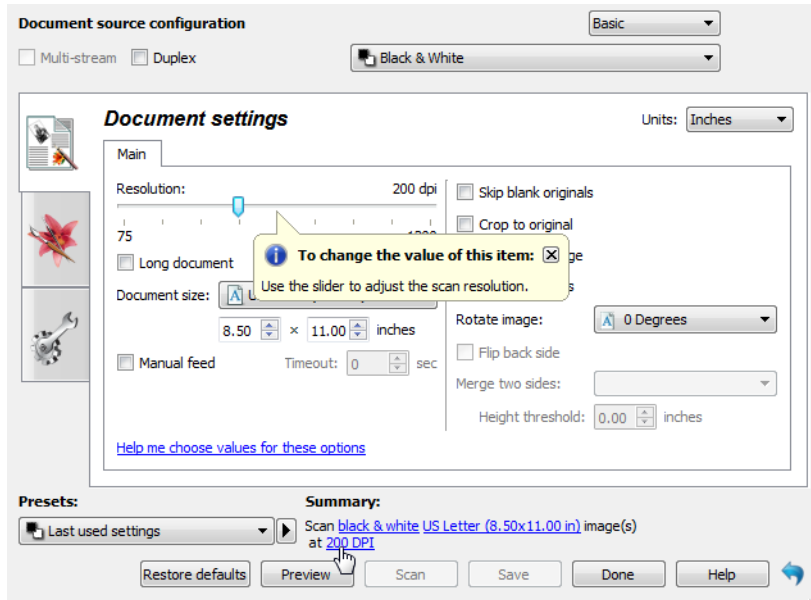 Document source configuration
Basic
Multi-stream
Duplex
Black & White
Document settings
Units:
Inches
Main
Resolution:
200 dpi
75
Long document
Document size:
8.50
×
11.00
inches
Manual feed
Timeout:
0
sec
To change the value of this item:
Use the slider to adjust the scan resolution.
Skip blank originals
Crop to original
Rotate image:
0 Degrees
Flip back side
Merge two sides:
Height threshold:
0.00
inches
Help me choose values for these options
Presets:
Last used settings
Summary:
Scan black & white US Letter (8.50x11.00 in) image(s)
at 200 DPI
Restore defaults
Preview
Scan
Save
Done
Help